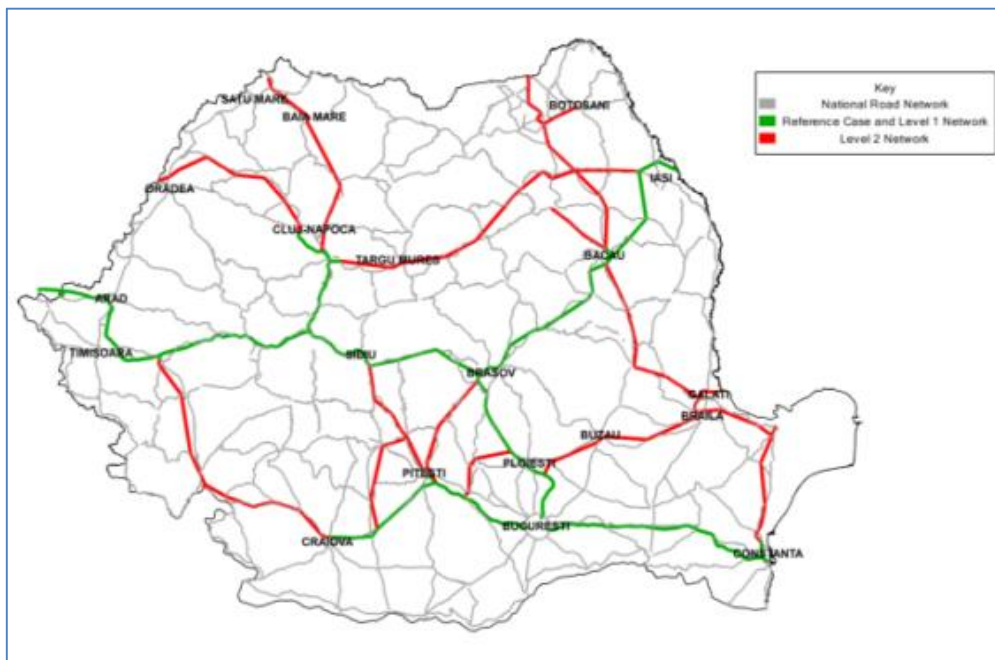 Key
National Road Network
Reference Case and Level 1 Network
Level 2 Network
SATU MARE
BAIA MARE
BOTOSANI
ORADEA
IASI
CLUJ-NAPOCA
TARGU MURES
BACAU
ARAD
TIMISOARA
SIBIU
BRASOV
GALATI
BRAILA
BUZAU
PLOIESTI
PITESTI
BUCURESTI
CRAIOVA
CONSTANTA